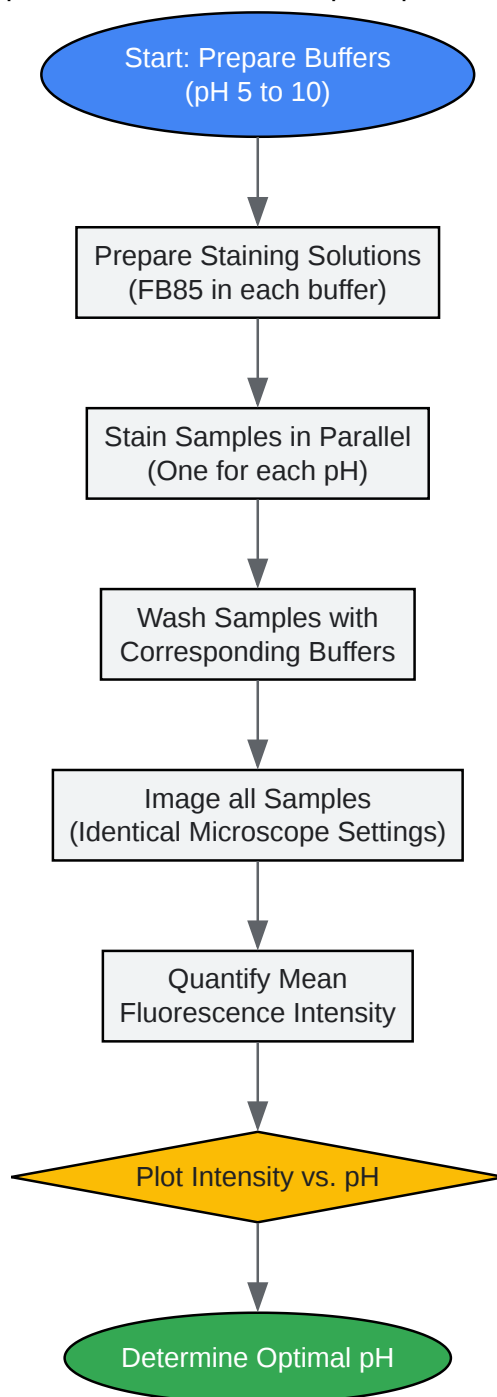 Start: Prepare Buffers
(pH 5 to 10)
Prepare Staining Solutions
(FB85 in each buffer)
Stain Samples in Parallel
(One for each pH)
Wash Samples with
Corresponding Buffers
Image all Samples
(Identical Microscope Settings)
Quantify Mean
Fluorescence Intensity
Plot Intensity vs. pH
Determine Optimal pH